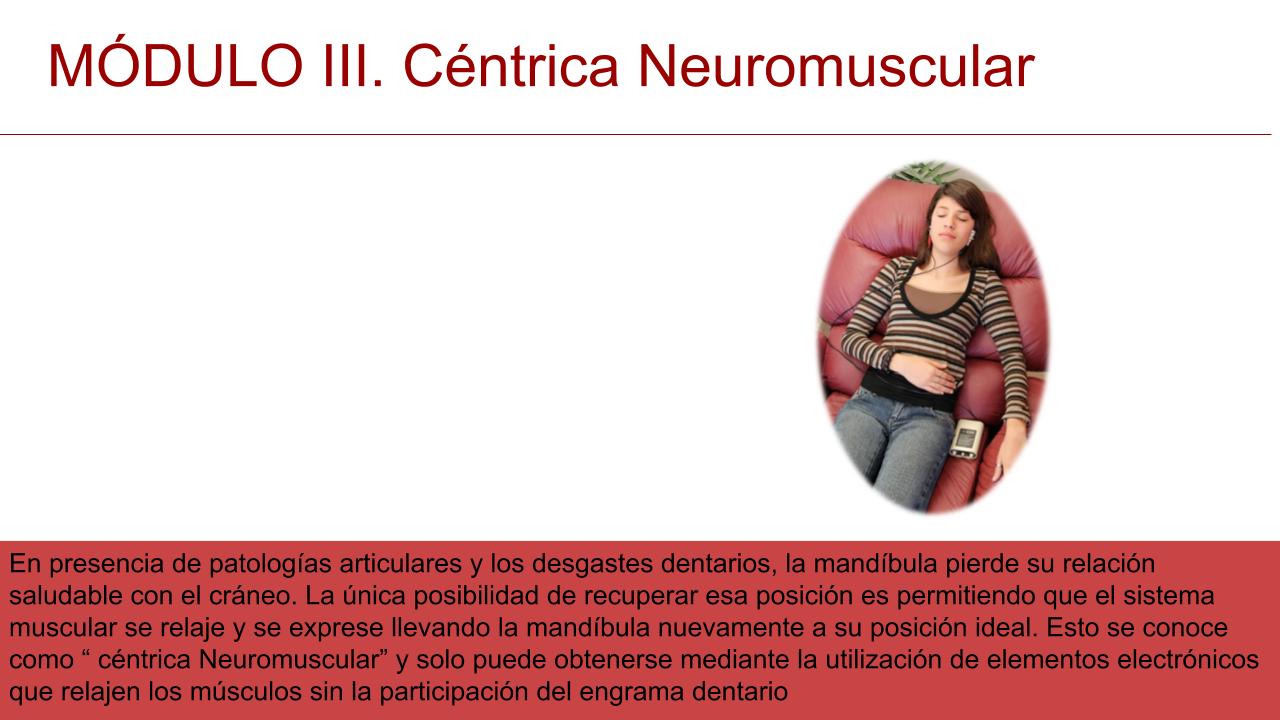 MÓDULO III. Céntrica Neuromuscular
En presencia de patologías articulares y los desgastes dentarios, la mandíbula pierde su relación
saludable con el cráneo. La única posibilidad de recuperar esa posición es permitiendo que el sistema
muscular se relaje y se exprese llevando la mandíbula nuevamente a su posición ideal. Esto se conoce
como “ céntrica Neuromuscular” y solo puede obtenerse mediante la utilización de elementos electrónicos
que relajen los músculos sin la participación del engrama dentario